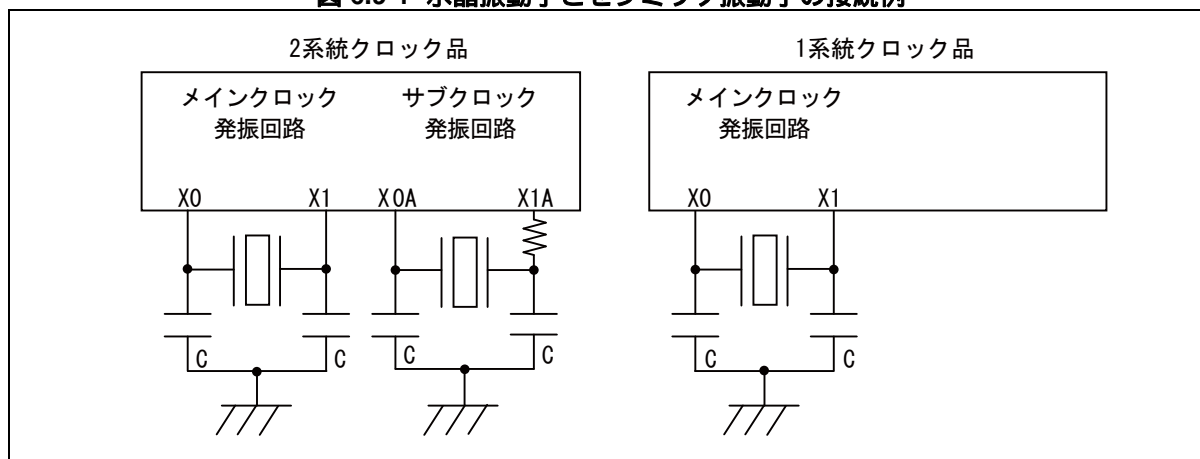 2系統クロック品
1系統クロック品
メインクロック
発振回路
サブクロック
発振回路
メインクロック
発振回路
X0
X1
X0A
X1A
X0
X1
C
C
C
C
C
C